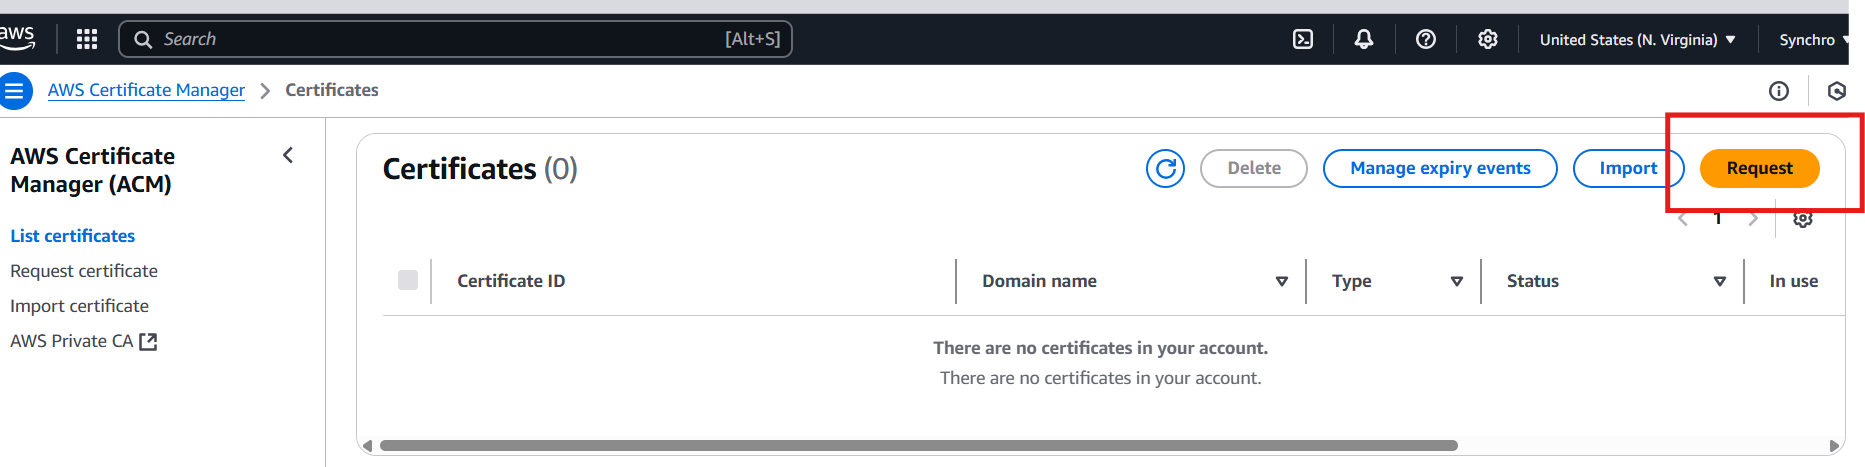 aws
Search [Alt+S]
United States (N. Virginia)
Synchro
AWS Certificate Manager > Certificates
AWS Certificate Manager (ACM)
List certificates
Request certificate
Import certificate
AWS Private CA
Certificates (0)
Delete
Manage expiry events
Import
Request
1
Certificate ID
Domain name
Type
Status
In use
There are no certificates in your account.
There are no certificates in your account.